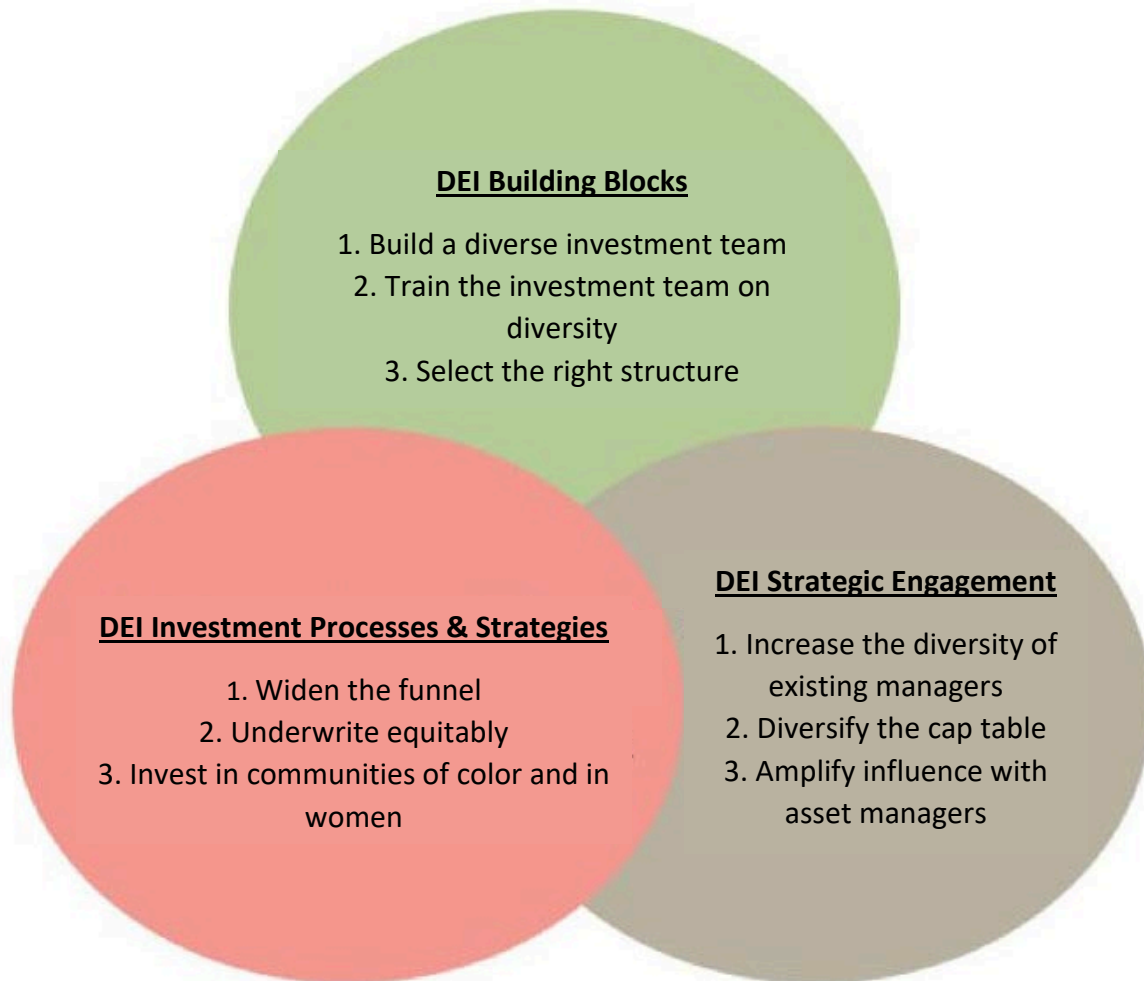 DEI Building Blocks
1. Build a diverse investment team
2. Train the investment team on
diversity
3. Select the right structure
DEI Investment Processes & Strategies
1. Widen the funnel
2. Underwrite equitably
3. Invest in communities of color and in
women
DEI Strategic Engagement
1. Increase the diversity of
existing managers
2. Diversify the cap table
3. Amplify influence with
asset managers